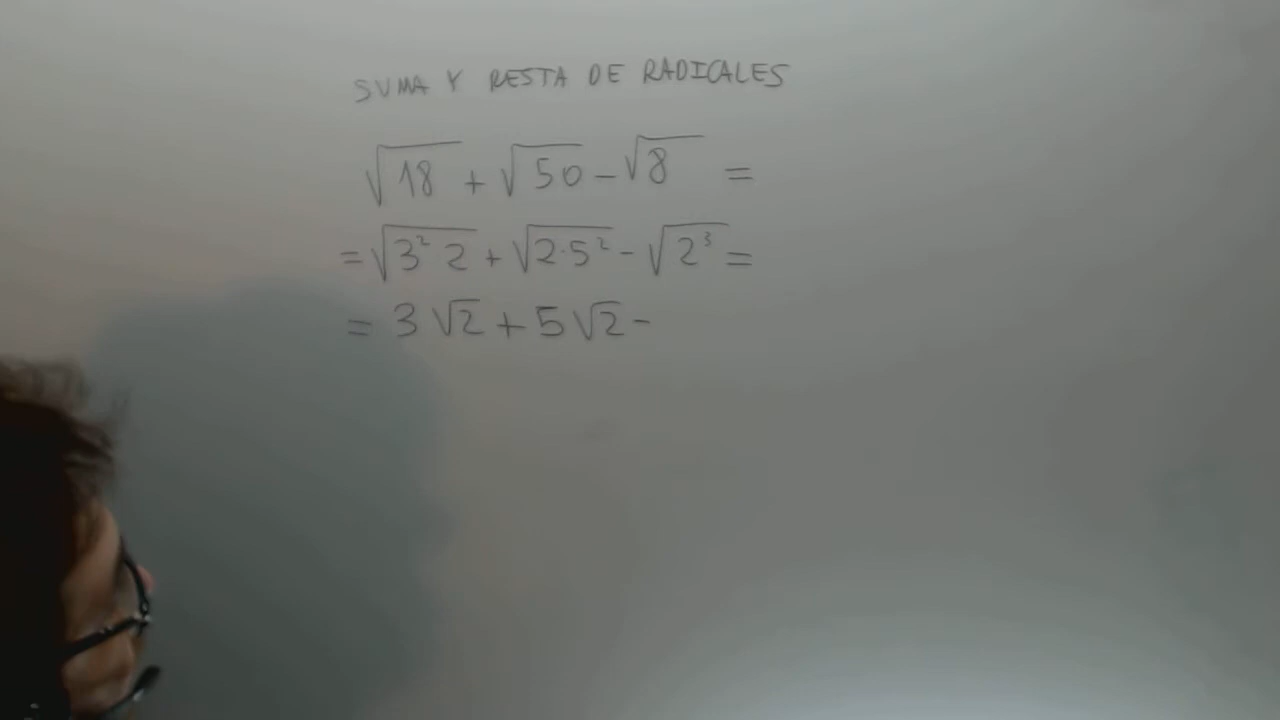 SUMA Y RESTA DE RADICALES
√18 + √50 - √8 =
= √3² 2 + √2·5² - √2³ =
= 3 √2 + 5 √2 -